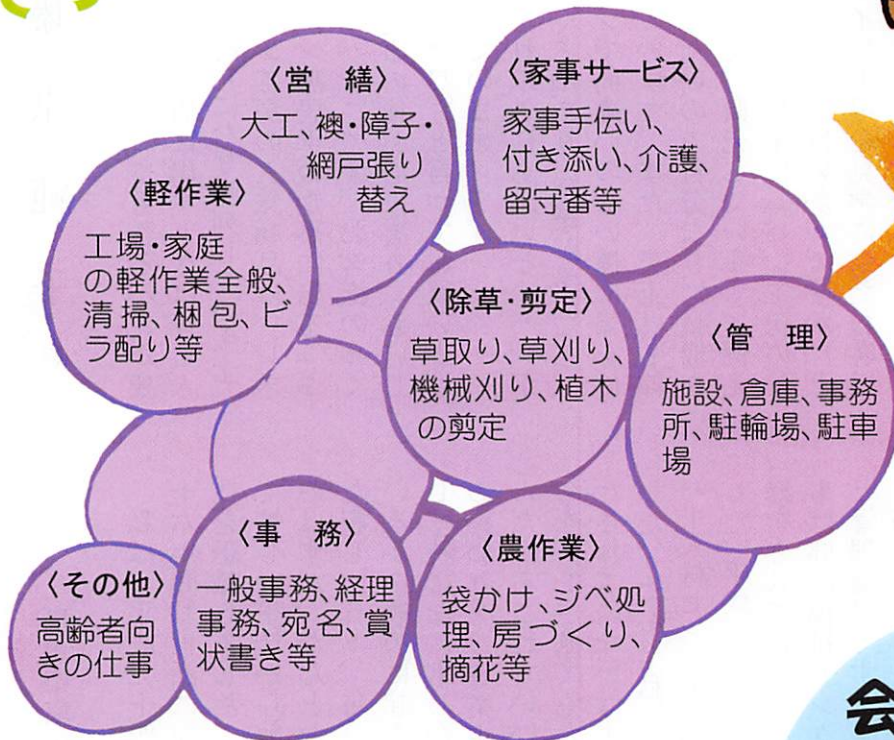 〈営　繕〉
大工、襖・障子・
網戸張り
替え
〈家事サービス〉
家事手伝い、
付き添い、介護、
留守番等
〈軽作業〉
工場・家庭
の軽作業全般、
清掃、梱包、ビ
ラ配り等
〈除草・剪定〉
草取り、草刈り、
機械刈り、植木
の剪定
〈管　理〉
施設、倉庫、事務
所、駐輪場、駐車
場
〈事　務〉
一般事務、経理
事務、宛名、賞
状書き等
〈農作業〉
袋かけ、ジベ処
理、房づくり、
摘花等
〈その他〉
高齢者向
きの仕事
会